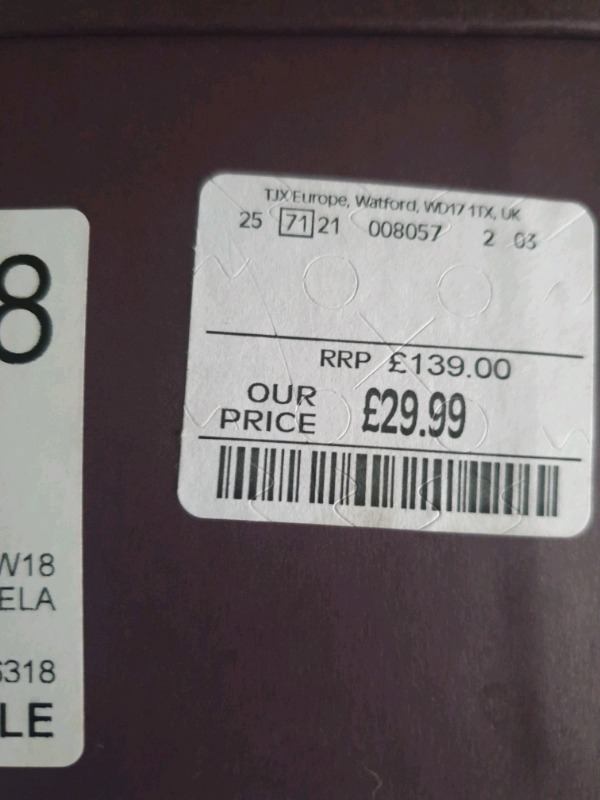 TJX Europe, Watford, WD17 1TX, UK
25 71 21 008057 2 03
RRP £139.00
OUR PRICE £29.99
8
W18
ELA
6318
LE